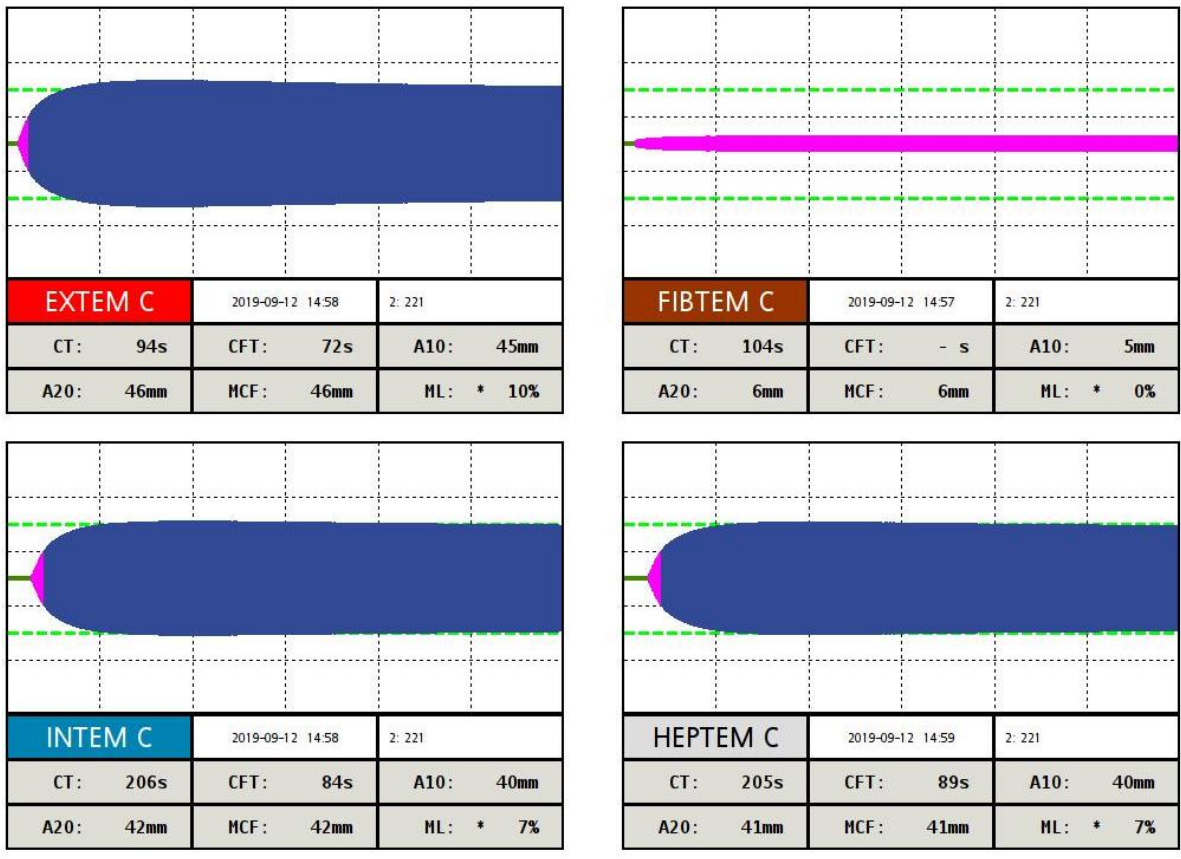 EXTEM C 2019-09-12 14:58 2: 221
CT: 94s CFT: 72s A10: 45mm
A20: 46mm MCF: 46mm ML: * 10%
FIBTEM C 2019-09-12 14:57 2: 221
CT: 104s CFT: - s A10: 5mm
A20: 6mm MCF: 6mm ML: * 0%
INTEM C 2019-09-12 14:58 2: 221
CT: 206s CFT: 84s A10: 40mm
A20: 42mm MCF: 42mm ML: * 7%
HEPTEM C 2019-09-12 14:59 2: 221
CT: 205s CFT: 89s A10: 40mm
A20: 41mm MCF: 41mm ML: * 7%